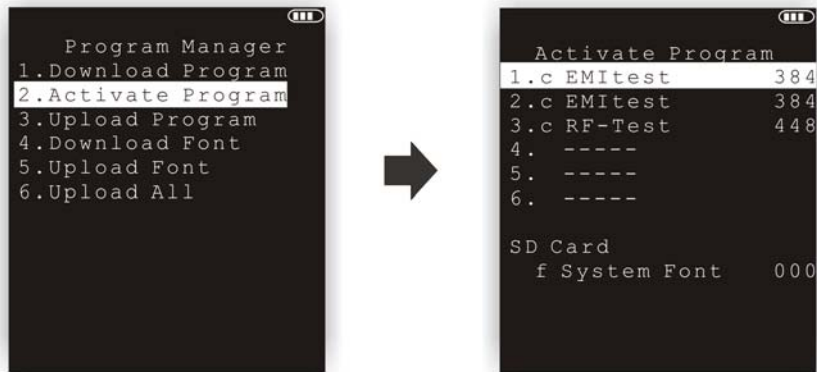 Program Manager
1.Download Program
2.Activate Program
3.Upload Program
4.Download Font
5.Upload Font
6.Upload All
Activate Program
1.c EMItest 384
2.c EMItest 384
3.c RF-Test 448
4. -----
5. -----
6. -----
SD Card
f System Font 000